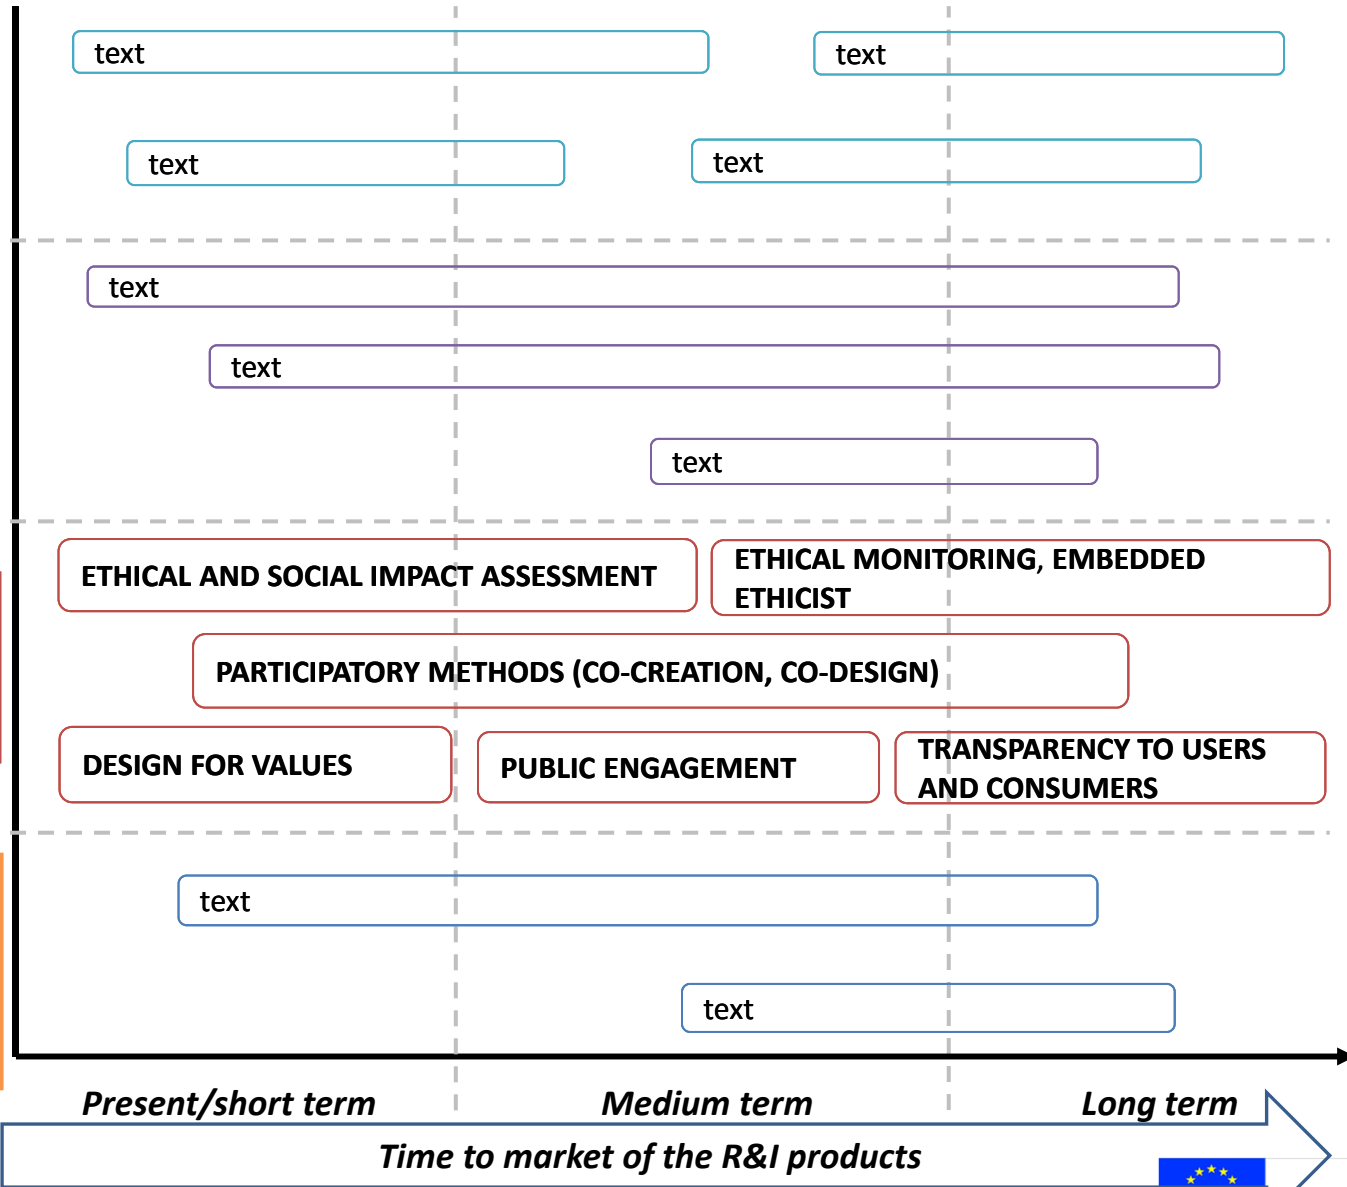 text
text
text
text
text
text
text
ETHICAL AND SOCIAL IMPACT ASSESSMENT
ETHICAL MONITORING, EMBEDDED
ETHICIST
PARTICIPATORY METHODS (CO-CREATION, CO-DESIGN)
DESIGN FOR VALUES
PUBLIC ENGAGEMENT
TRANSPARENCY TO USERS
AND CONSUMERS
text
text
Present/short term
Medium term
Long term
Time to market of the R&I products